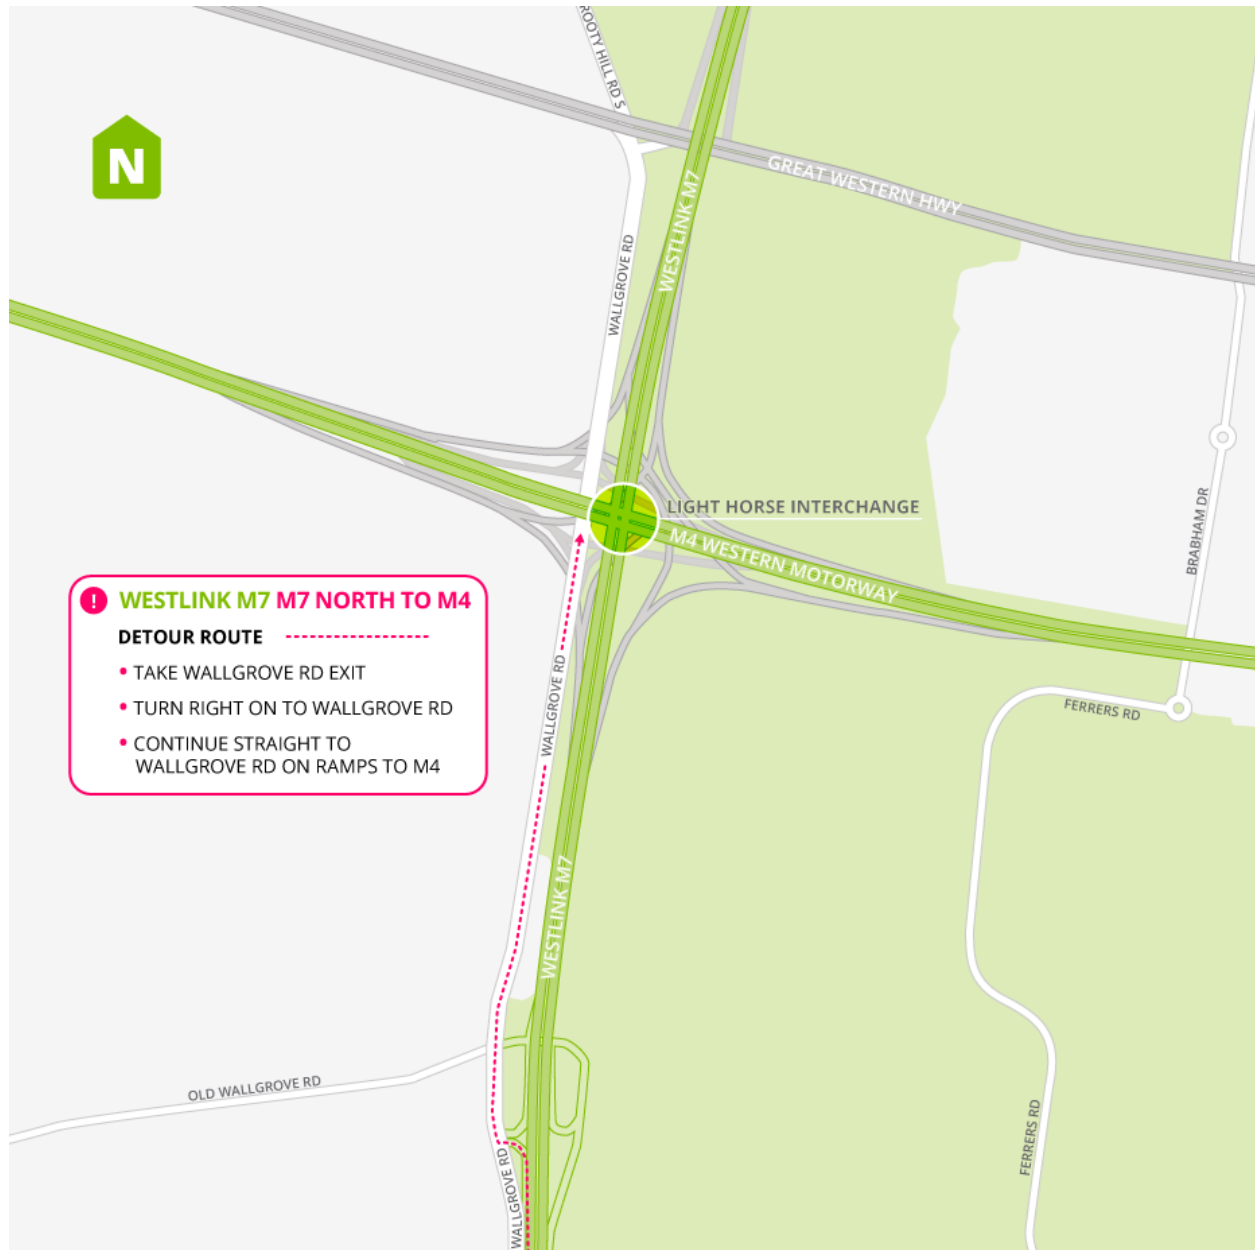 ROOTY HILL RD S
N
GREAT WESTERN HWY
WESTLINK M7
WALLGROVE RD
LIGHT HORSE INTERCHANGE
M4 WESTERN MOTORWAY
BRABHAM DR
! WESTLINK M7 M7 NORTH TO M4
DETOUR ROUTE
• TAKE WALLGROVE RD EXIT
• TURN RIGHT ON TO WALLGROVE RD
• CONTINUE STRAIGHT TO
WALLGROVE RD ON RAMPS TO M4
WALLGROVE RD
FERRERS RD
WESTLINK M7
OLD WALLGROVE RD
FERRERS RD
WALLGROVE RD